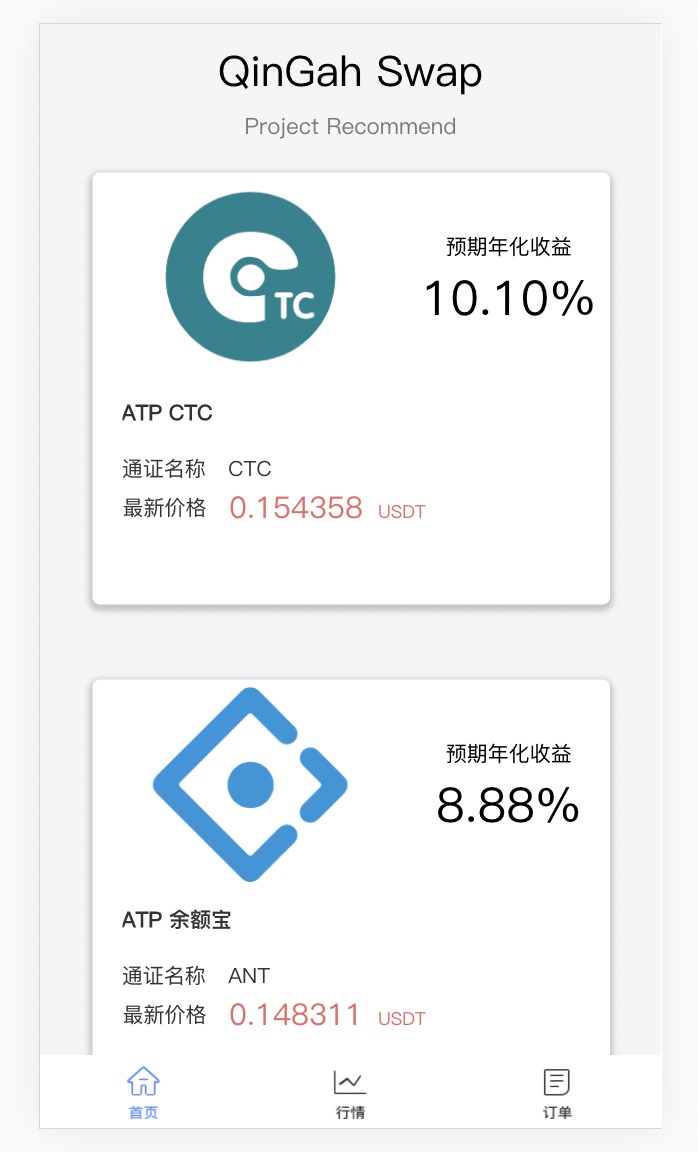 QinGah Swap
Project Recommend
TC
预期年化收益
10.10%
ATP CTC
通证名称 CTC
最新价格 0.154358 USDT
预期年化收益
8.88%
ATP 余额宝
通证名称 ANT
最新价格 0.148311 USDT
首页 行情 订单